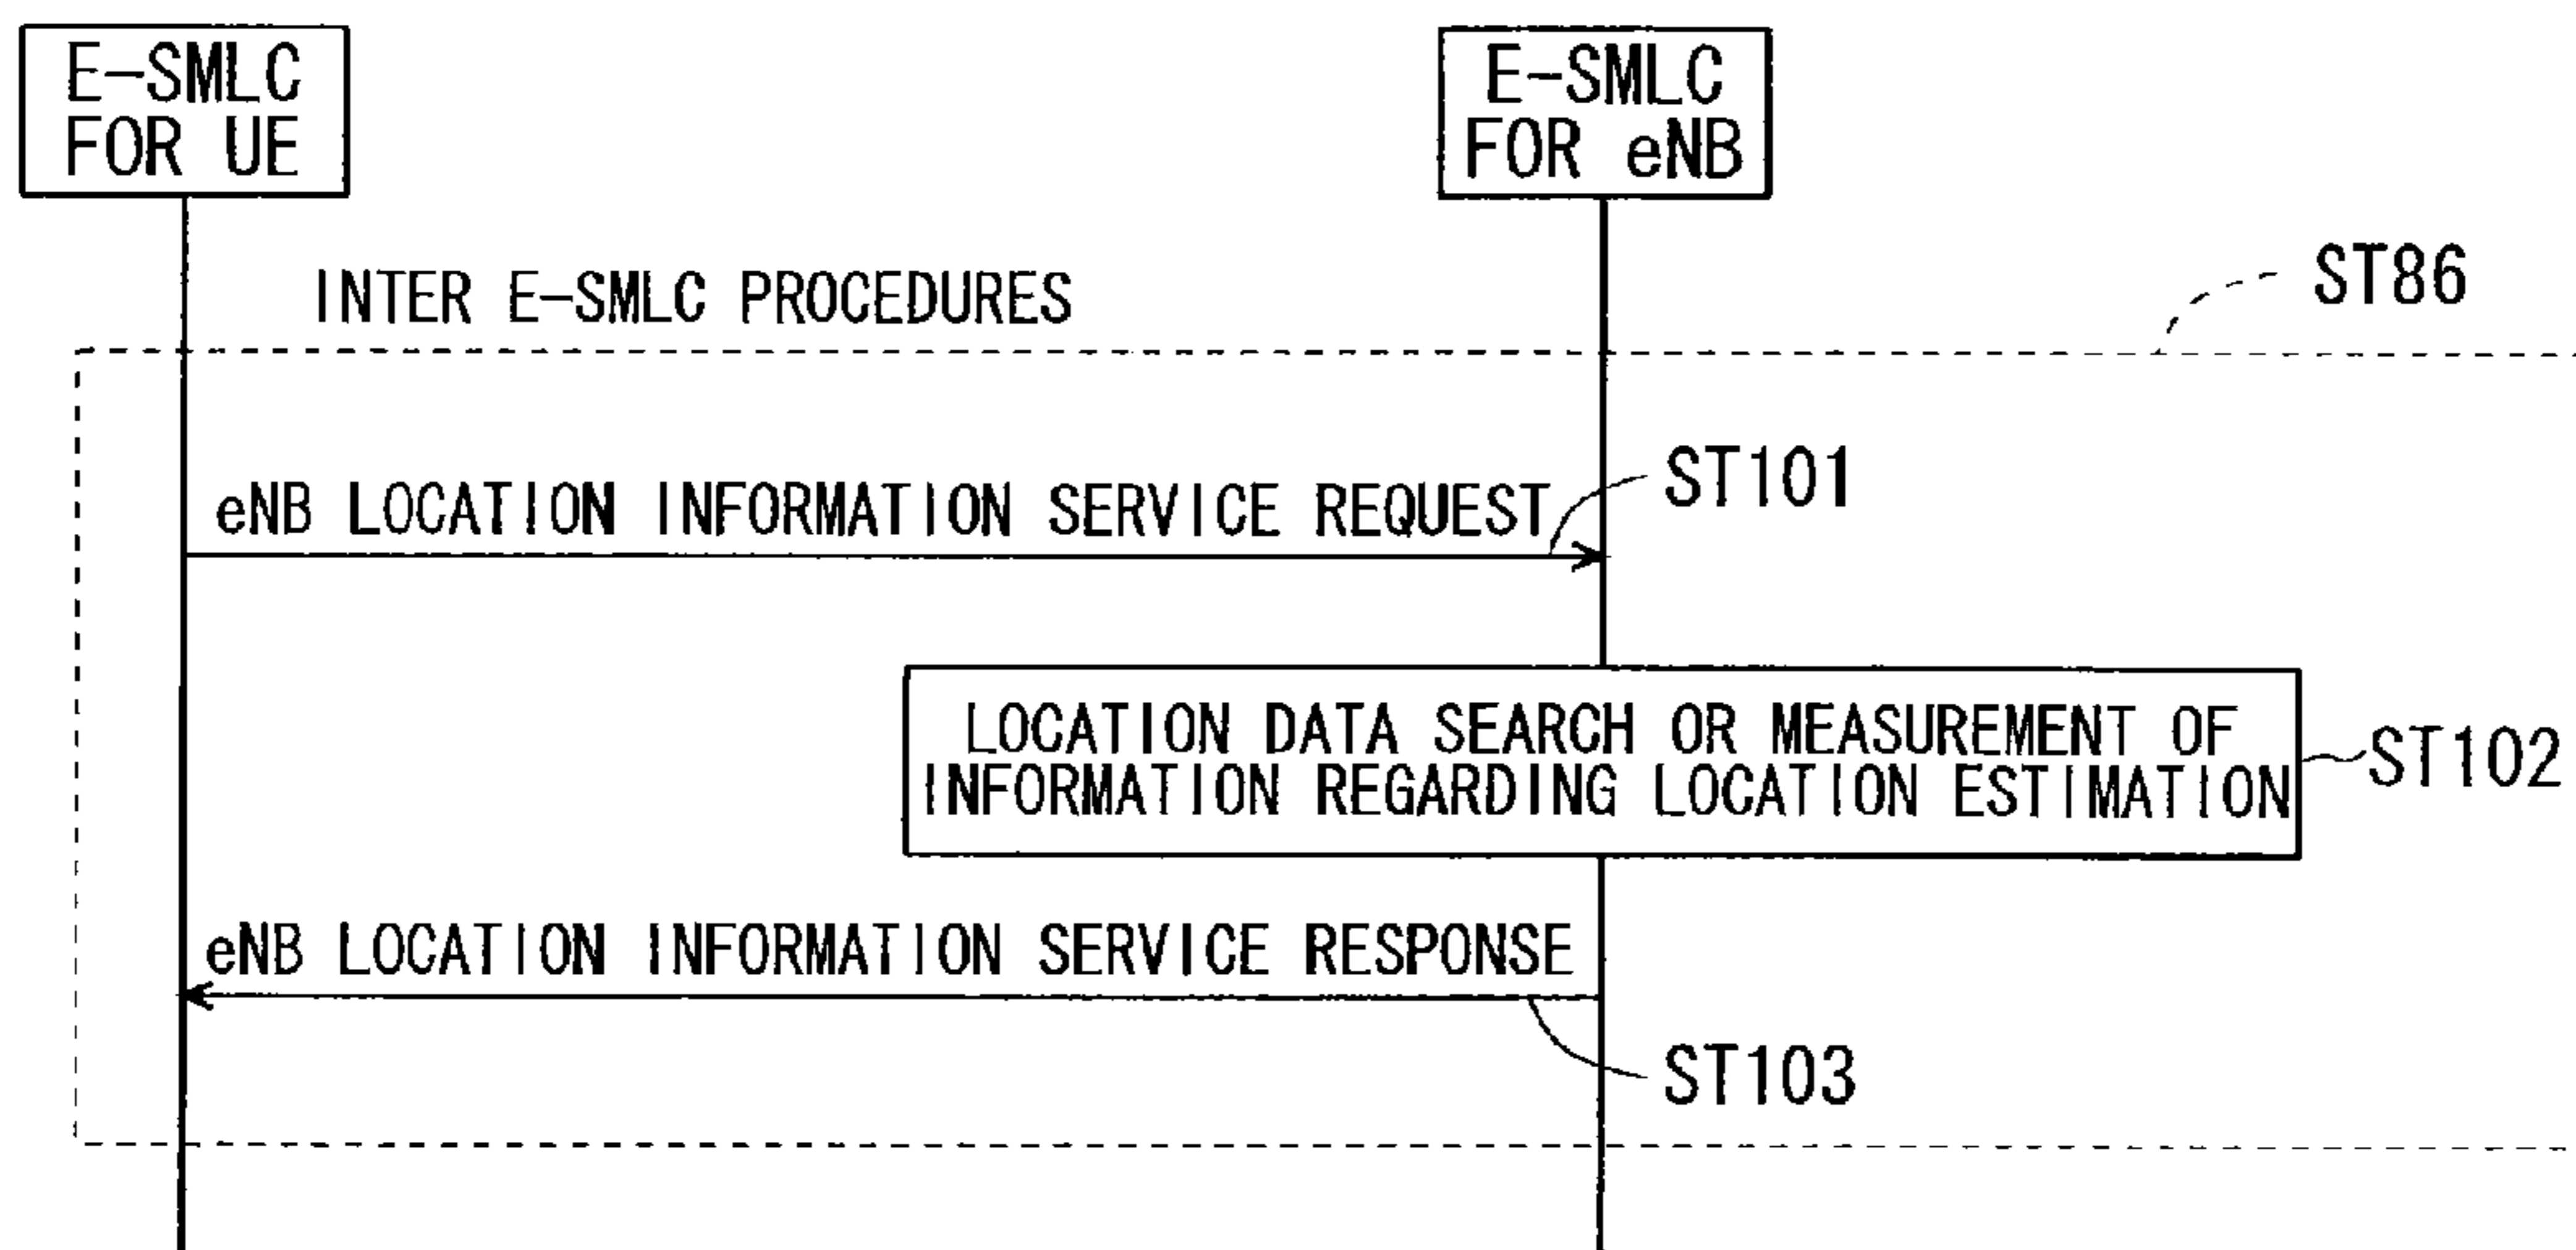 E-SMLC
FOR UE
E-SMLC
FOR eNB
INTER E-SMLC PROCEDURES
ST86
eNB LOCATION INFORMATION SERVICE REQUEST
ST101
LOCATION DATA SEARCH OR MEASUREMENT OF
INFORMATION REGARDING LOCATION ESTIMATION
ST102
eNB LOCATION INFORMATION SERVICE RESPONSE
ST103